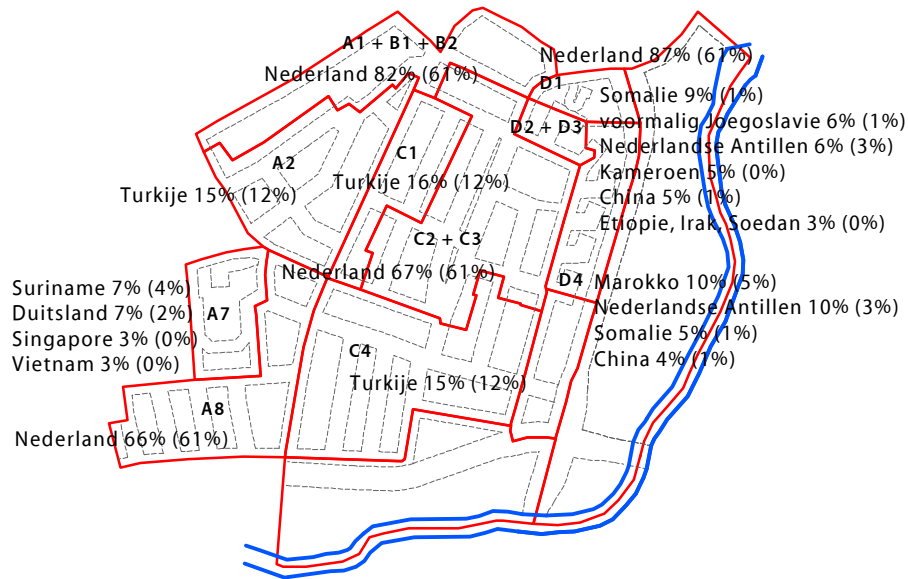 A1 + B1 + B2
Nederland 82% (61%)
Nederland 87% (61%)
D1
D2 + D3
Somalie 9% (1%)
voormalig Joegoslavie 6% (1%)
Nederlandse Antillen 6% (3%)
Kameroen 5% (0%)
China 5% (1%)
Etiopie, Irak, Soedan 3% (0%)
A2
Turkije 15% (12%)
C1
Turkije 16% (12%)
C2 + C3
Nederland 67% (61%)
D4
Marokko 10% (5%)
Nederlandse Antillen 10% (3%)
Somalie 5% (1%)
China 4% (1%)
Suriname 7% (4%)
Duitsland 7% (2%)
Singapore 3% (0%)
Vietnam 3% (0%)
A7
C4
Turkije 15% (12%)
A8
Nederland 66% (61%)